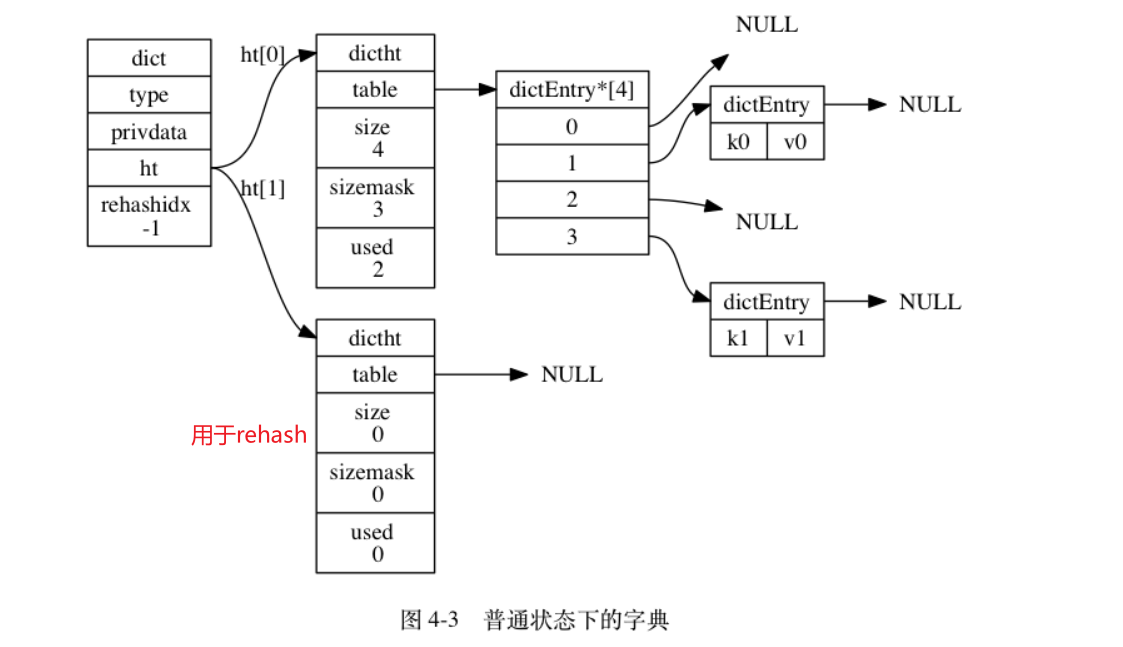 dict
type
privdata
ht
rehashidx
-1
ht[0]
ht[1]
dictht
table
size
4
sizemask
3
used
2
dictEntry*[4]
0
1
2
3
NULL
dictEntry
k0 v0
NULL
NULL
dictEntry
k1 v1
NULL
dictht
table
size
0
sizemask
0
used
0
NULL
用于rehash
图 4-3 普通状态下的字典